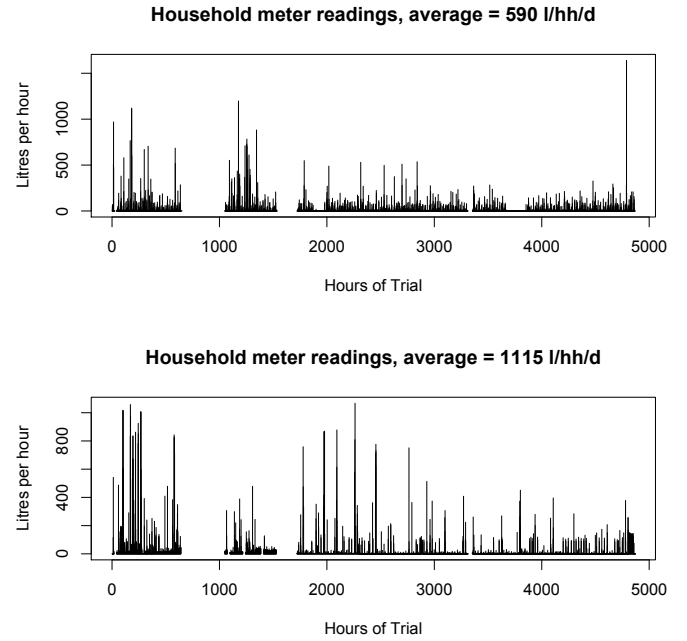 Household meter readings, average = 590 l/hh/d
Litres per hour
1000
500
0
0 1000 2000 3000 4000 5000
Hours of Trial
Household meter readings, average = 1115 l/hh/d
Litres per hour
800
400
0
0 1000 2000 3000 4000 5000
Hours of Trial